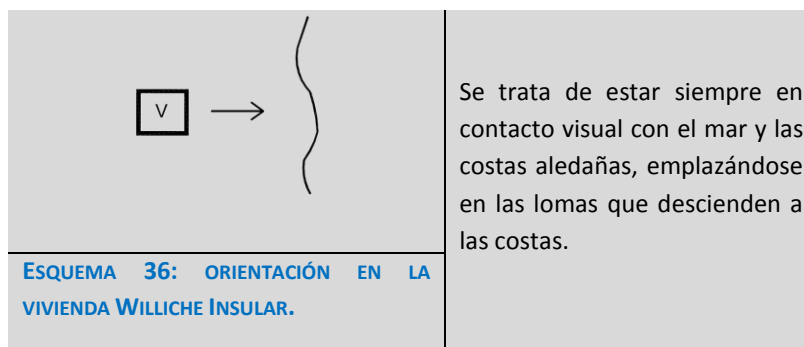 V
ESQUEMA 36: ORIENTACIÓN EN LA
VIVIENDA WILLICHE INSULAR.
Se trata de estar siempre en
contacto visual con el mar y las
costas aledañas, emplazándose
en las lomas que descienden a
las costas.